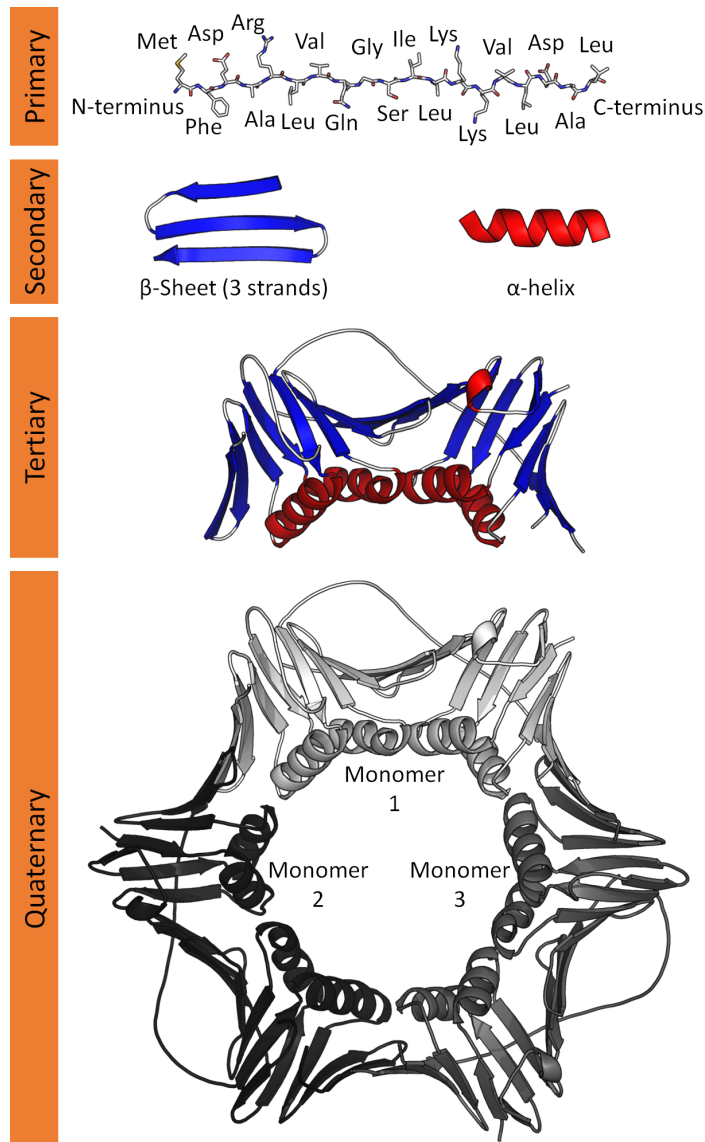 Primary
Met Asp Arg Val Gly Ile Lys Val Asp Leu
N-terminus C-terminus
Phe Ala Leu Gln Ser Leu Lys Leu Ala
Secondary
β-Sheet (3 strands) α-helix
Tertiary
Quaternary
Monomer
1
Monomer
2
Monomer
3